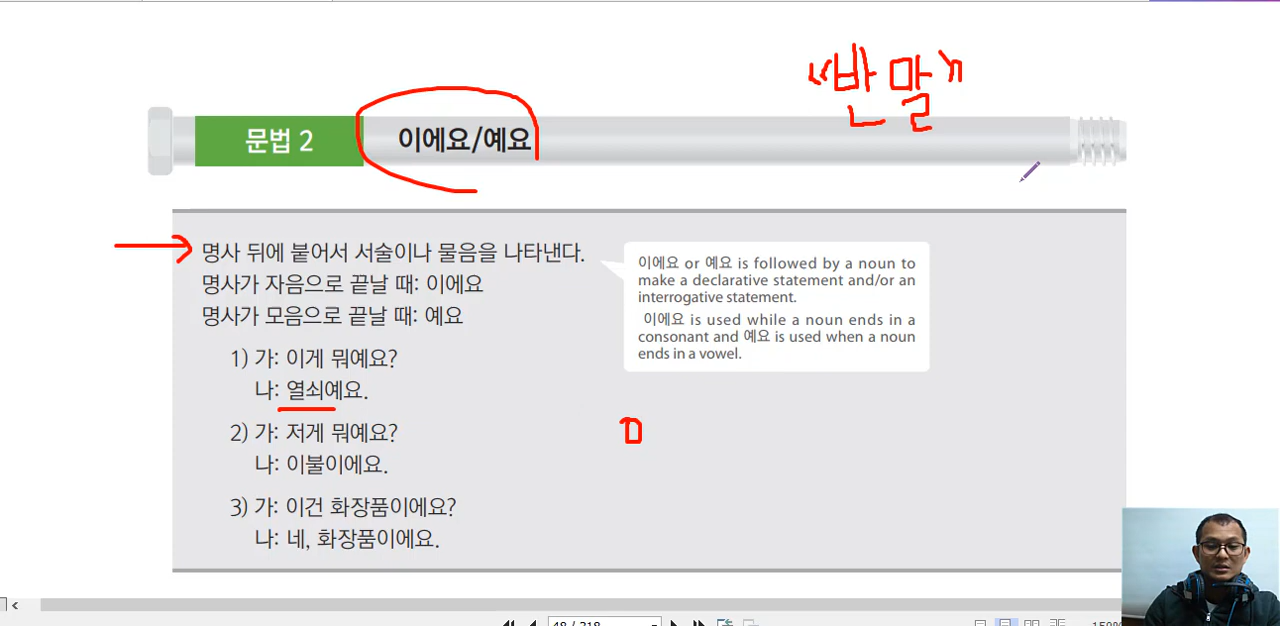 "반말"
문법 2 이에요/예요
명사 뒤에 붙어서 서술이나 물음을 나타낸다.
명사가 자음으로 끝날 때: 이에요
명사가 모음으로 끝날 때: 예요
이에요 or 예요 is followed by a noun to
make a declarative statement and/or an
interrogative statement.
이에요 is used while a noun ends in a
consonant and 예요 is used when a noun
ends in a vowel.
1) 가: 이게 뭐예요?
나: 열쇠예요.
2) 가: 저게 뭐예요?
나: 이불이에요.
3) 가: 이건 화장품이에요?
나: 네, 화장품이에요.
ㅁ
48 / 318